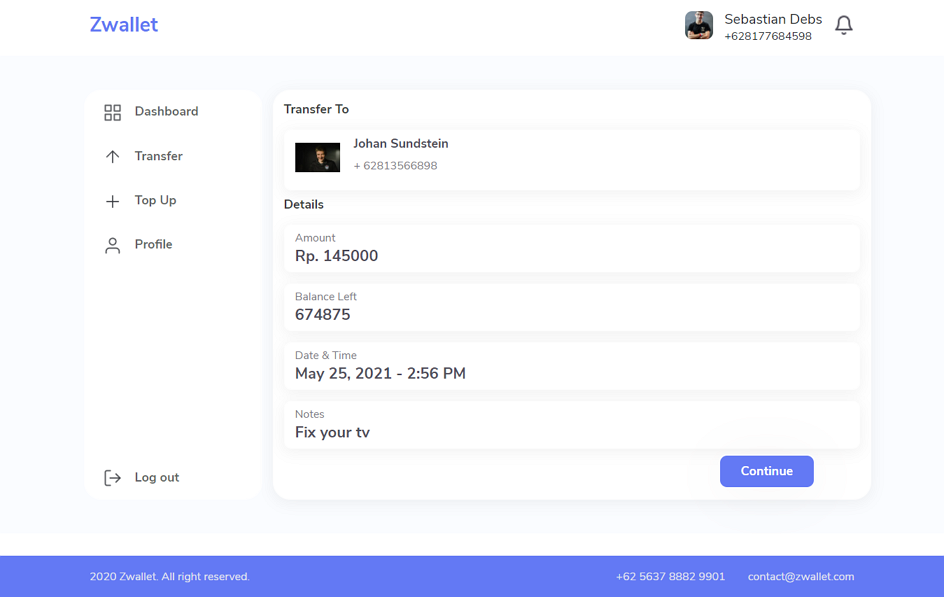 Zwallet
Sebastian Debs
+628177684598
Dashboard
Transfer
Top Up
Profile
Log out
Transfer To
Johan Sundstein
+ 62813566898
Details
Amount
Rp. 145000
Balance Left
674875
Date & Time
May 25, 2021 - 2:56 PM
Notes
Fix your tv
Continue
2020 Zwallet. All right reserved.
+62 5637 8882 9901
contact@zwallet.com